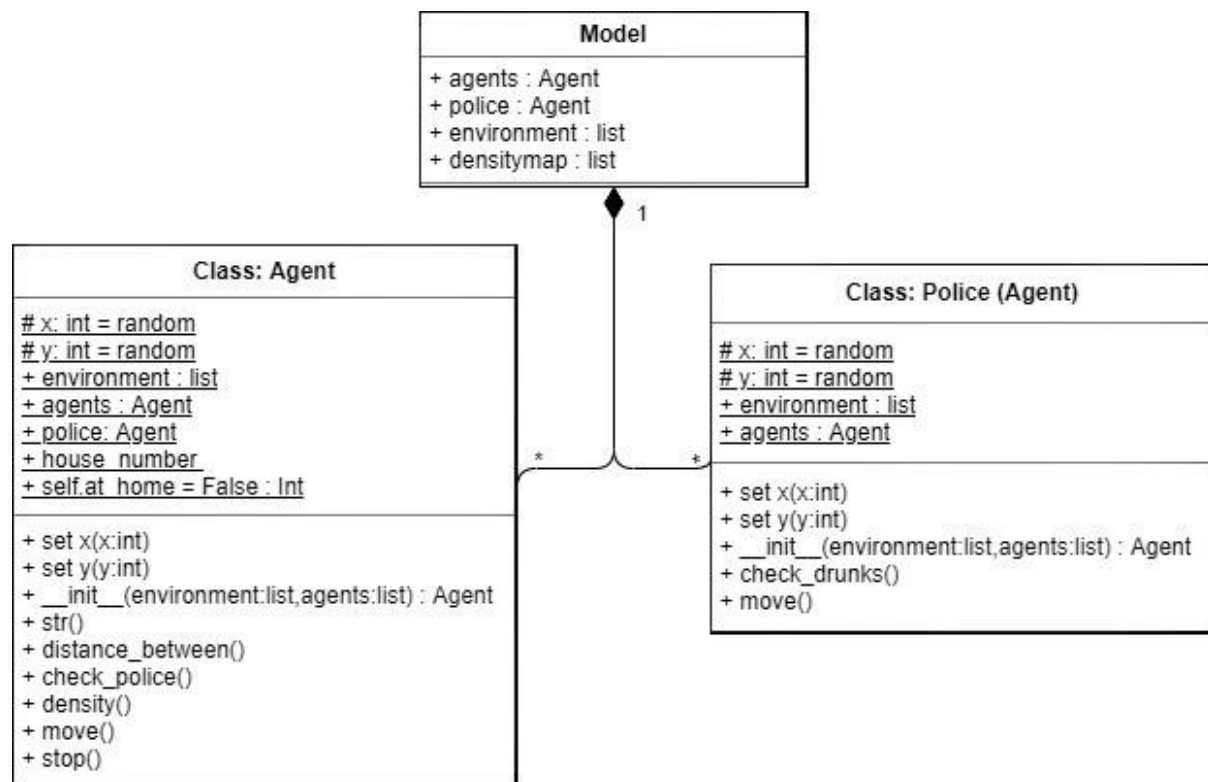 Model
+ agents : Agent
+ police : Agent
+ environment : list
+ densitymap : list
1
Class: Agent
# x: int = random
# y: int = random
+ environment : list
+ agents : Agent
+ police: Agent
+ house_number
+ self.at_home = False : Int
+ set x(x:int)
+ set y(y:int)
+ __init__(environment:list,agents:list) : Agent
+ str()
+ distance_between()
+ check_police()
+ density()
+ move()
+ stop()
*
*
Class: Police (Agent)
# x: int = random
# y: int = random
+ environment : list
+ agents : Agent
+ set x(x:int)
+ set y(y:int)
+ __init__(environment:list,agents:list) : Agent
+ check_drunks()
+ move()